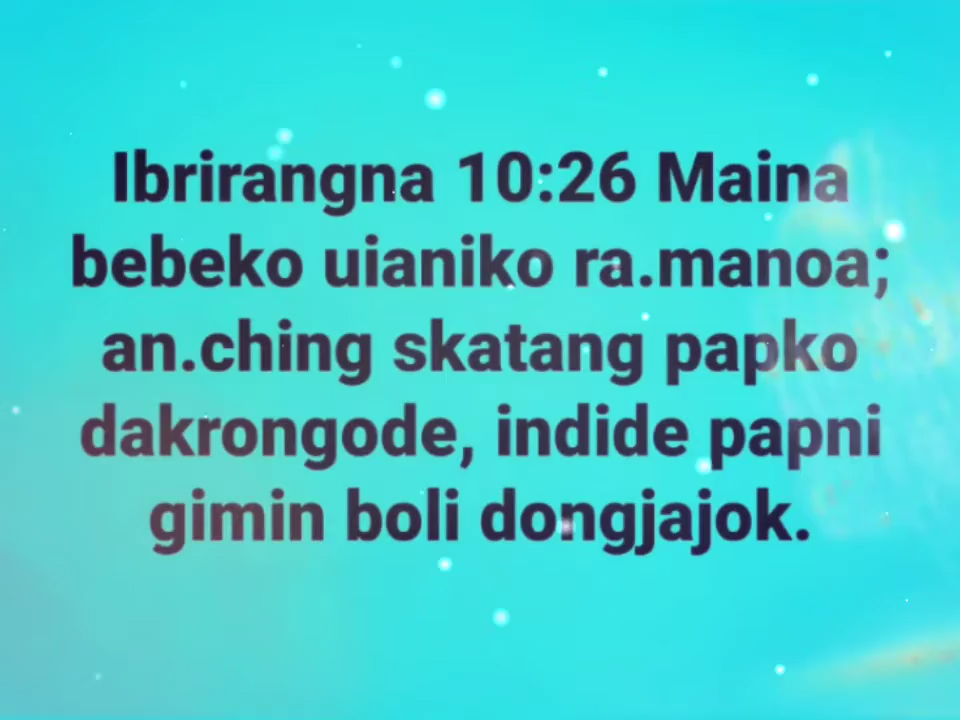 Ibrirangna 10:26 Maina
bebeko uianiko ra.manoa;
an.ching skatang papko
dakrongode, indide papni
gimin boli dongjajok.